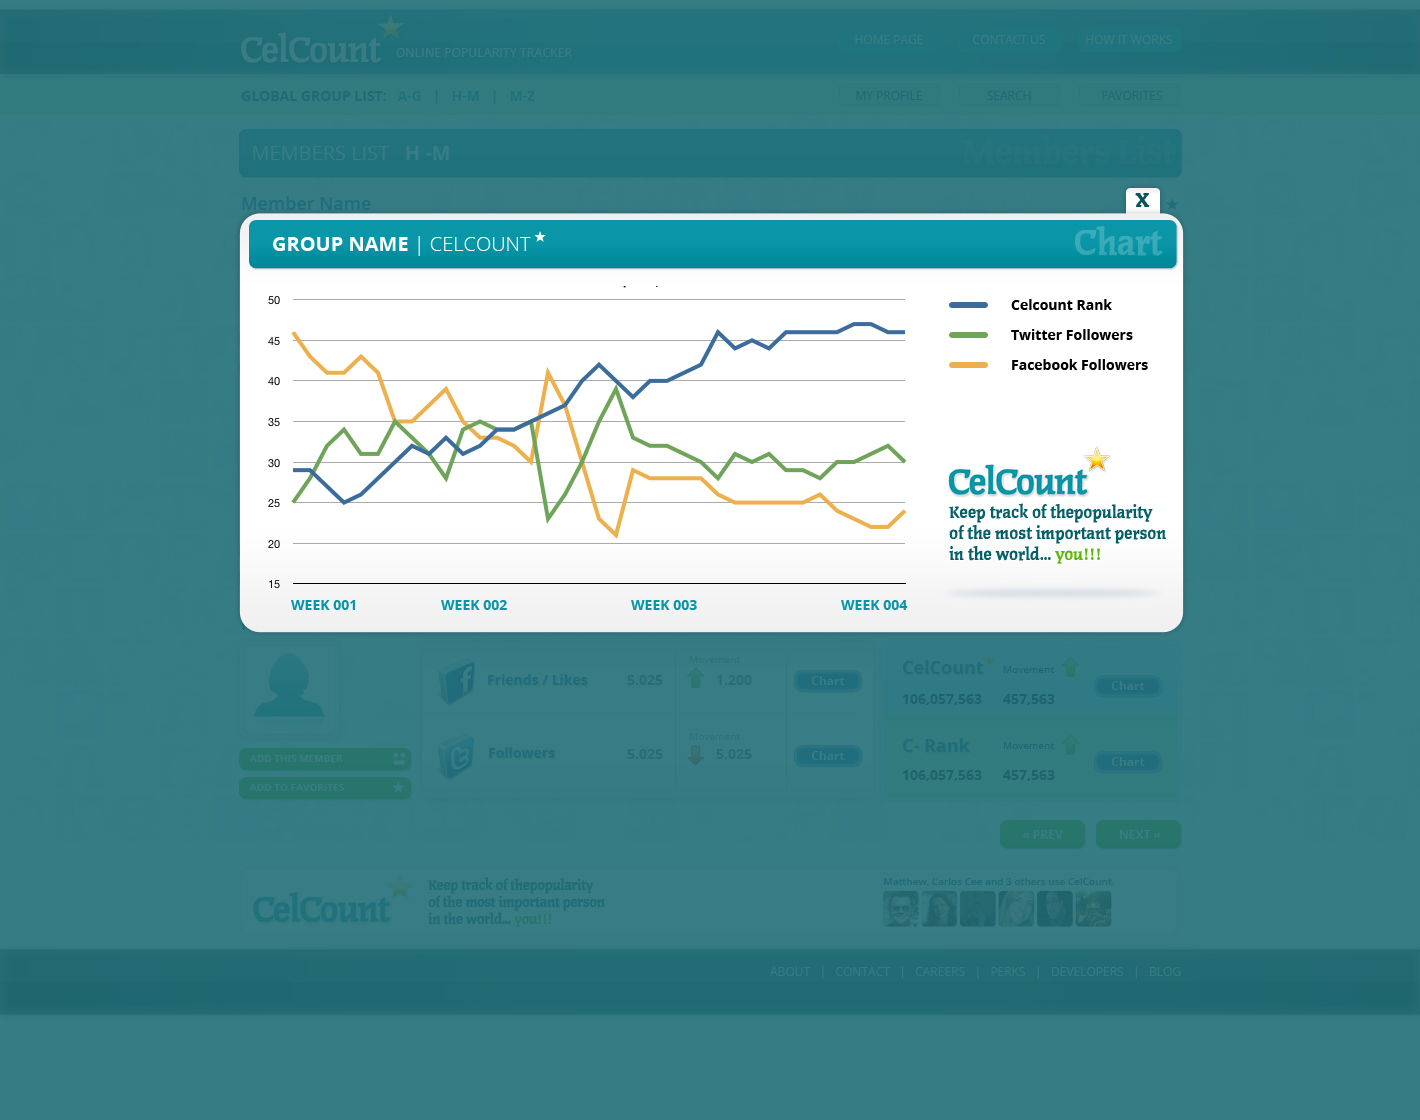 CelCount
ONLINE POPULARITY TRACKER
HOME PAGE
CONTACT US
HOW IT WORKS
GLOBAL GROUP LIST: A-G | H-M | M-Z
MY PROFILE
SEARCH
FAVORITES
MEMBERS LIST H -M
Members List
Member Name
X
GROUP NAME | CELCOUNT
Chart
50
45
40
35
30
25
20
15
WEEK 001
WEEK 002
WEEK 003
WEEK 004
Celcount Rank
Twitter Followers
Facebook Followers
CelCount
Keep track of thepopularity
of the most important person
in the world... you!!!
ADD THIS MEMBER
ADD TO FAVORITES
Friends / Likes
5.025
Movement
1.200
Chart
Followers
5.025
Movement
5.025
Chart
CelCount
Movement
106,057,563
457,563
Chart
C- Rank
Movement
106,057,563
457,563
Chart
« PREV
NEXT »
CelCount
Keep track of thepopularity
of the most important person
in the world... you!!!
Matthew, Carlos Cee and 3 others use CelCount.
ABOUT | CONTACT | CAREERS | PERKS | DEVELOPERS | BLOG